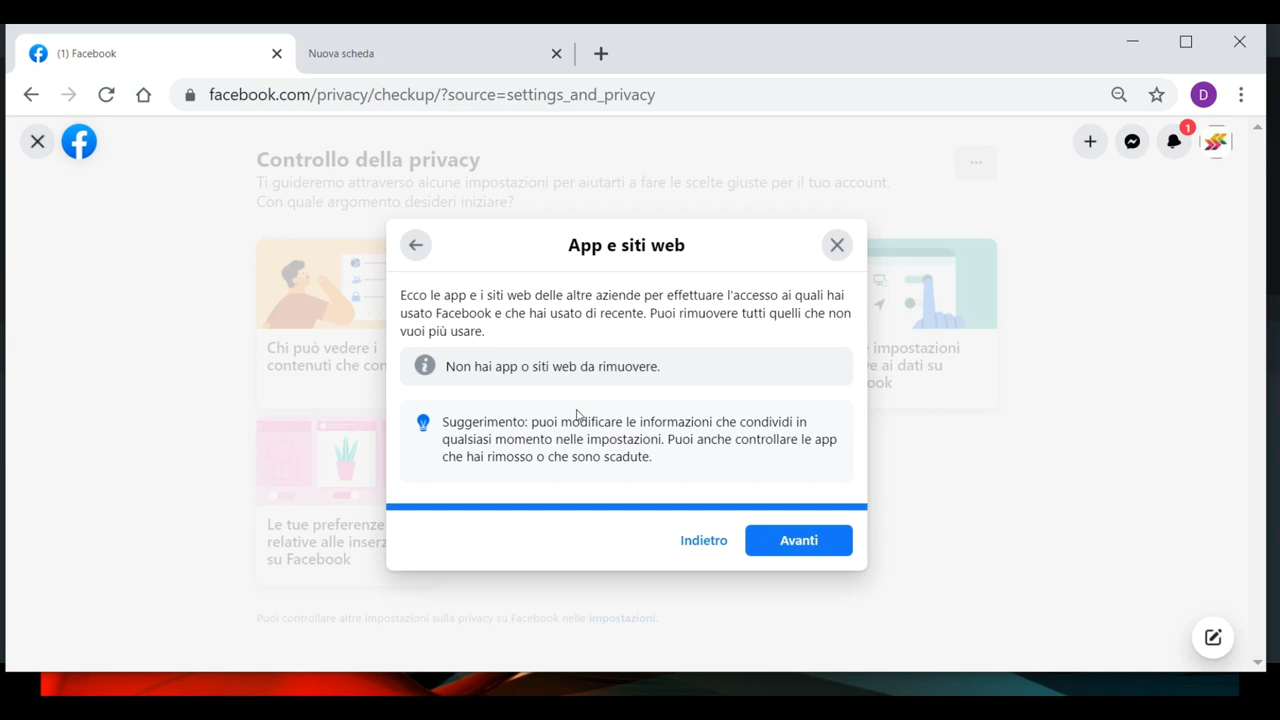 (1) Facebook
Nuova scheda
facebook.com/privacy/checkup/?source=settings_and_privacy
D
1
Controllo della privacy
Ti guideremo attraverso alcune impostazioni per aiutarti a fare le scelte giuste per il tuo account.
Con quale argomento desideri iniziare?
App e siti web
Ecco le app e i siti web delle altre aziende per effettuare l'accesso ai quali hai
usato Facebook e che hai usato di recente. Puoi rimuovere tutti quelli che non
vuoi più usare.
Non hai app o siti web da rimuovere.
Suggerimento: puoi modificare le informazioni che condividi in
qualsiasi momento nelle impostazioni. Puoi anche controllare le app
che hai rimosso o che sono scadute.
Indietro
Avanti
Chi può vedere i
contenuti che con
e impostazioni
ve ai dati su
ook
Le tue preferenze
relative alle inserz
su Facebook
Puoi controllare altre impostazioni sulla privacy su Facebook nelle impostazioni.